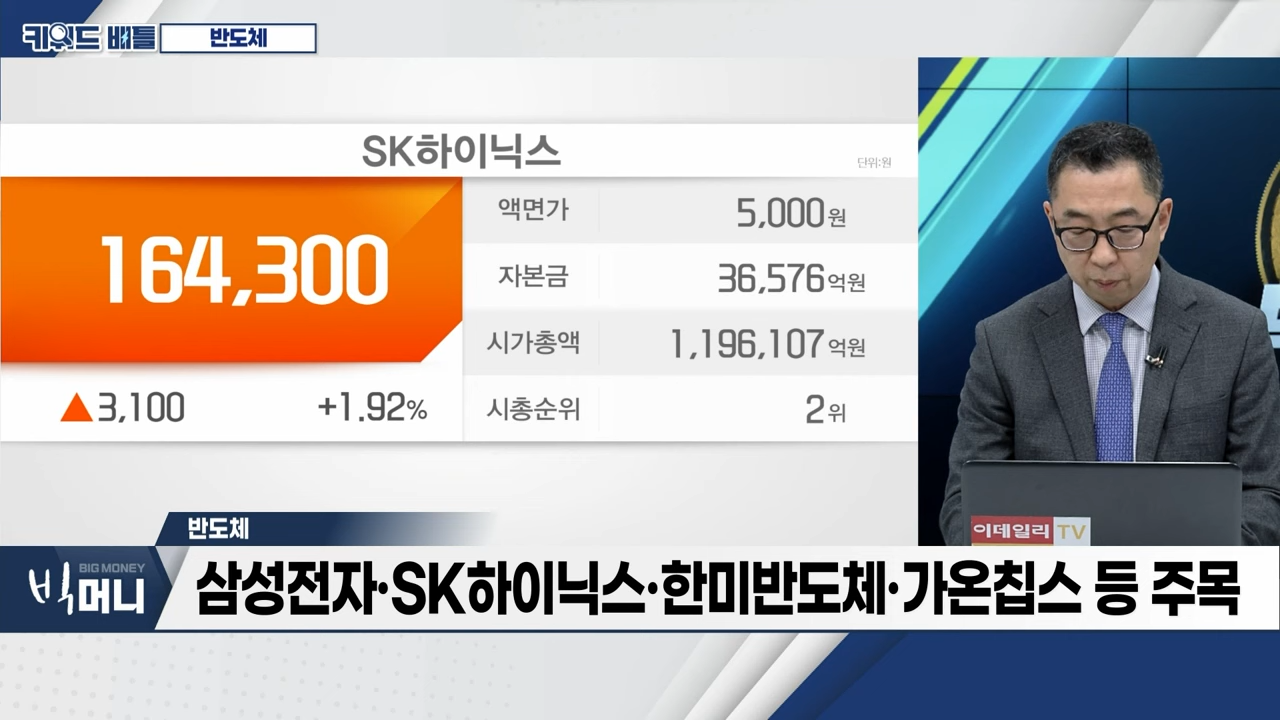 키워드 배틀
반도체
SK하이닉스
단위:원
164,300
▲3,100 +1.92%
액면가 5,000원
자본금 36,576억원
시가총액 1,196,107억원
시총순위 2위
이데일리TV
반도체
BIG MONEY
빅머니
삼성전자·SK하이닉스·한미반도체·가온칩스 등 주목